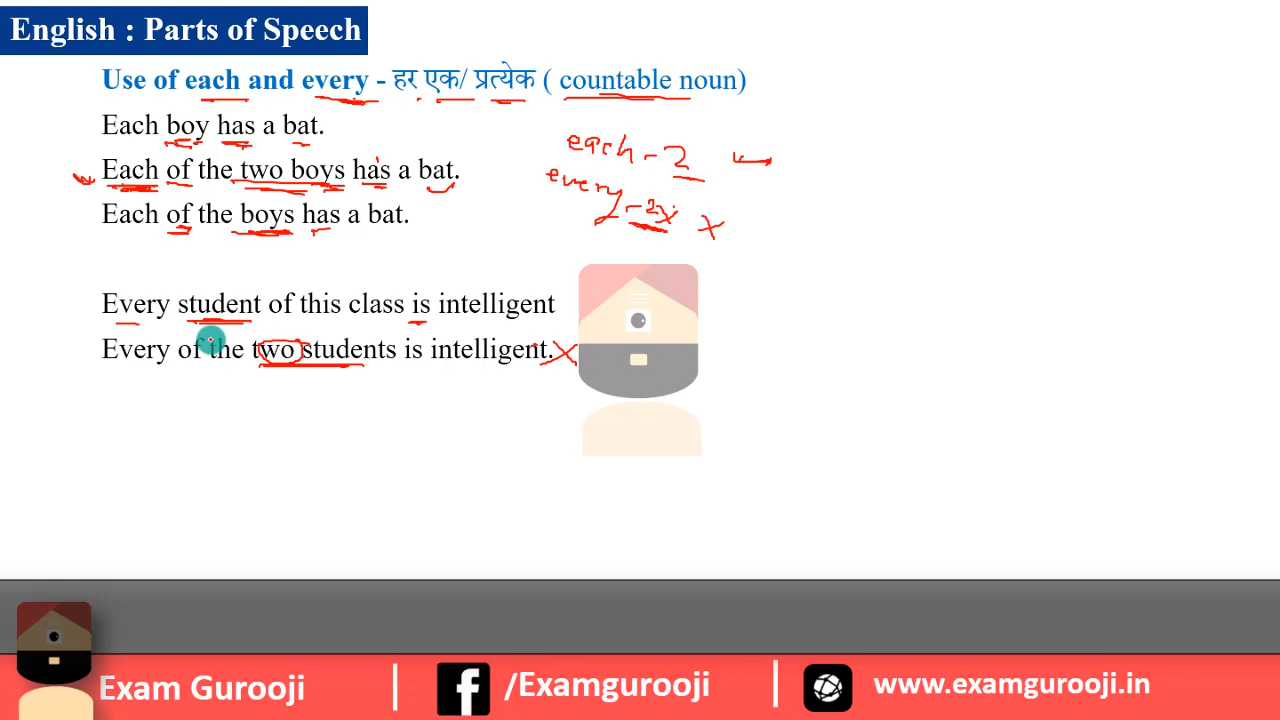 English : Parts of Speech
Use of each and every - हर एक/ प्रत्येक ( countable noun)
Each boy has a bat.
Each of the two boys has a bat.
Each of the boys has a bat.
each - 2
every - 2x x
Every student of this class is intelligent
Every of the two students is intelligent. x
Exam Gurooji
/Examgurooji
www.examgurooji.in